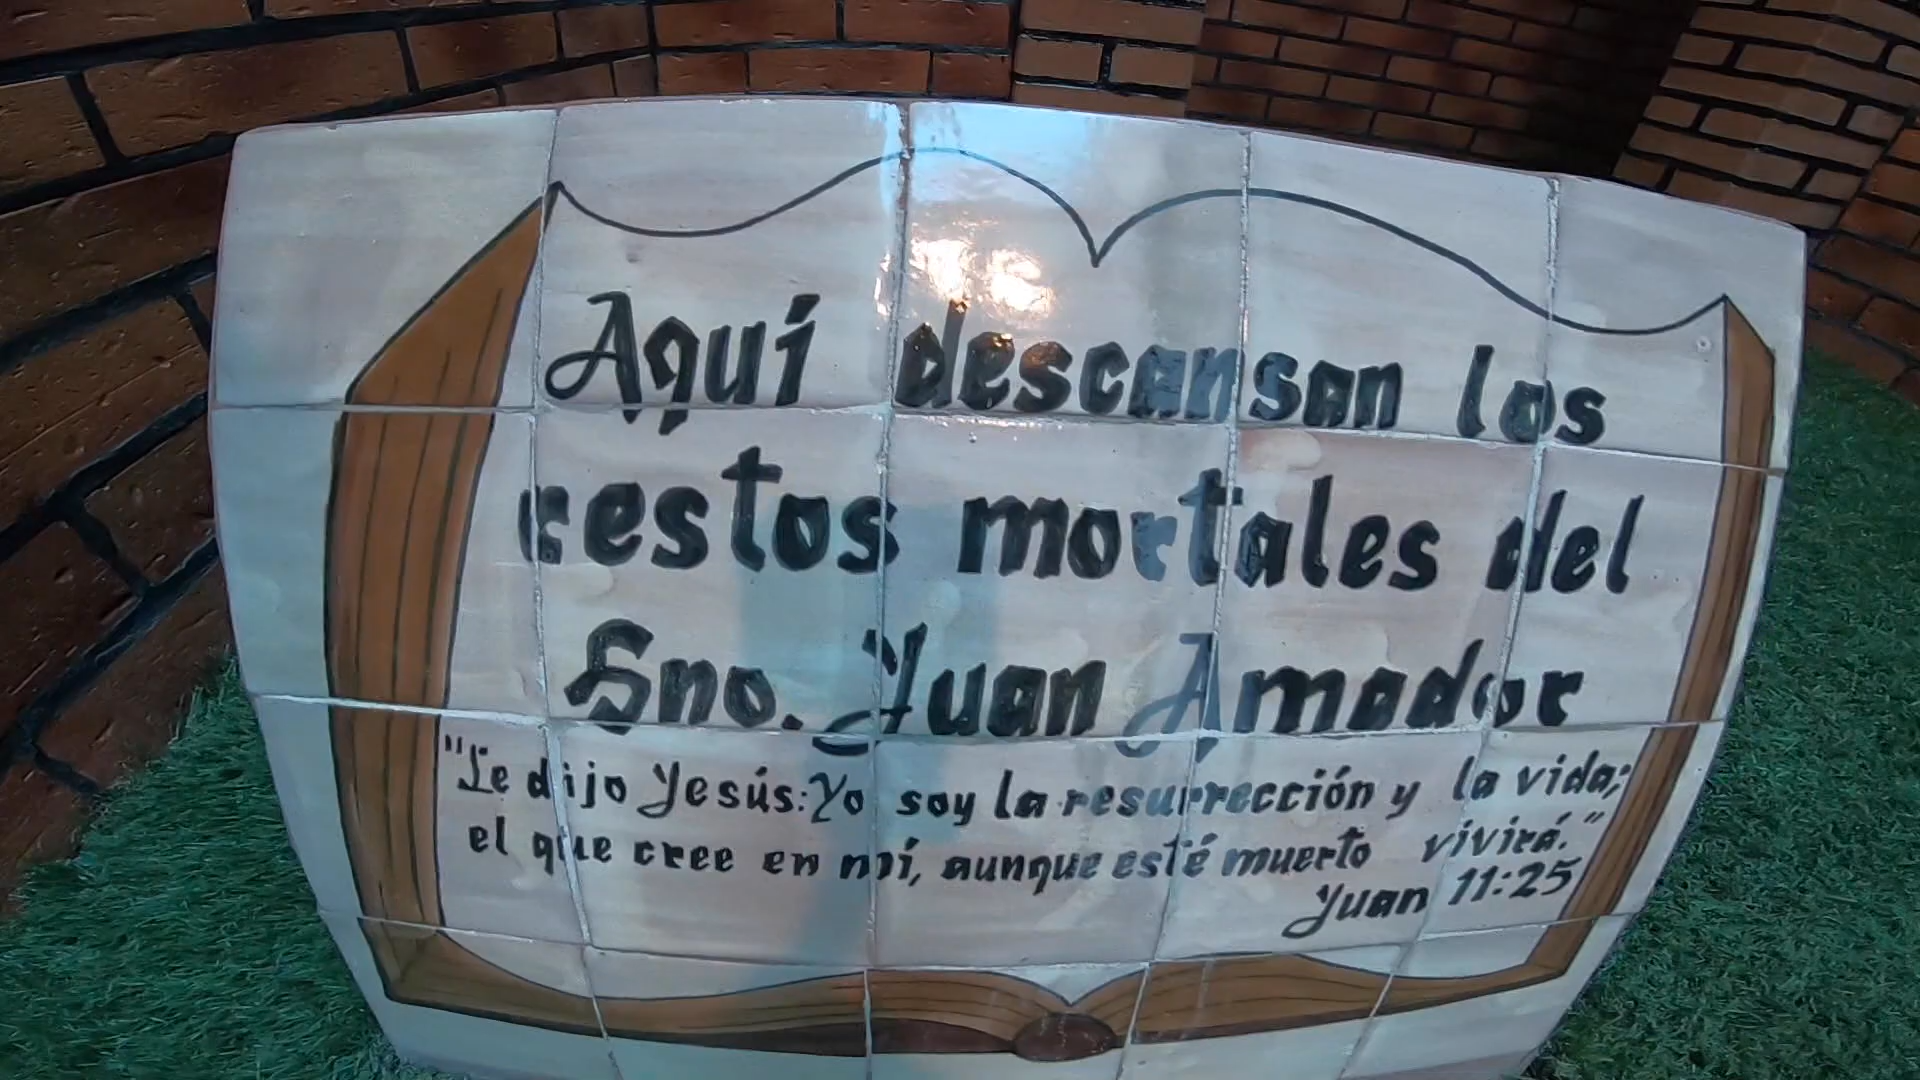 Aquí descansan los
restos mortales del
Sno. Juan Amador
"Le dijo Jesús: Yo soy la resurrección y la vida;
el que cree en mí, aunque esté muerto vivirá."
Juan 11:25